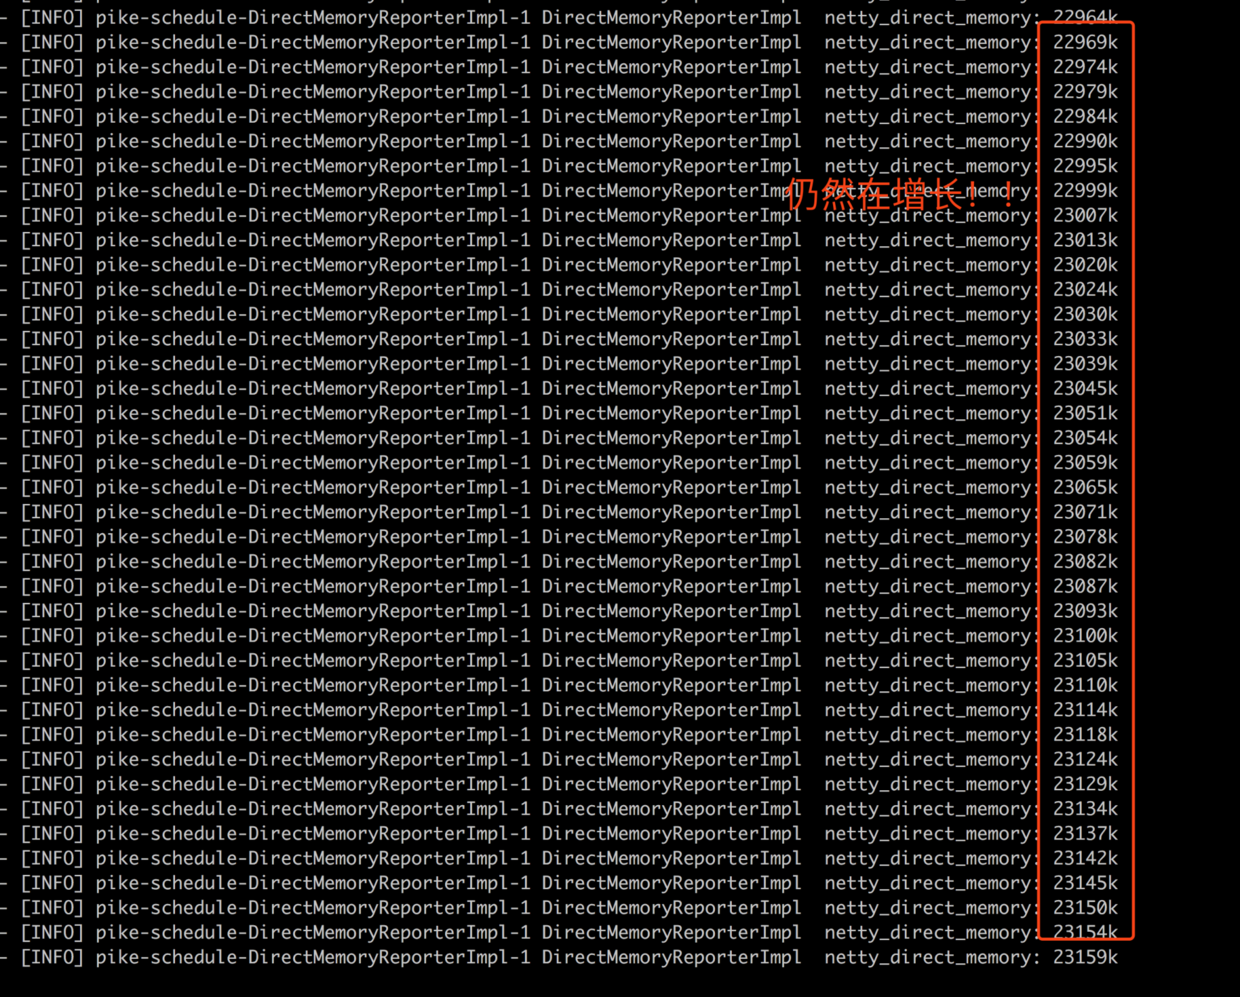 - [INFO] pike-schedule-DirectMemoryReporterImpl-1 DirectMemoryReporterImpl  netty_direct_memory: 22964k
- [INFO] pike-schedule-DirectMemoryReporterImpl-1 DirectMemoryReporterImpl  netty_direct_memory: 22969k
- [INFO] pike-schedule-DirectMemoryReporterImpl-1 DirectMemoryReporterImpl  netty_direct_memory: 22974k
- [INFO] pike-schedule-DirectMemoryReporterImpl-1 DirectMemoryReporterImpl  netty_direct_memory: 22979k
- [INFO] pike-schedule-DirectMemoryReporterImpl-1 DirectMemoryReporterImpl  netty_direct_memory: 22984k
- [INFO] pike-schedule-DirectMemoryReporterImpl-1 DirectMemoryReporterImpl  netty_direct_memory: 22990k
- [INFO] pike-schedule-DirectMemoryReporterImpl-1 DirectMemoryReporterImpl  netty_direct_memory: 22995k
- [INFO] pike-schedule-DirectMemoryReporterImpl-1 DirectMemoryReporterImpl  netty_direct_memory: 22999k
仍然在增长！！
- [INFO] pike-schedule-DirectMemoryReporterImpl-1 DirectMemoryReporterImpl  netty_direct_memory: 23007k
- [INFO] pike-schedule-DirectMemoryReporterImpl-1 DirectMemoryReporterImpl  netty_direct_memory: 23013k
- [INFO] pike-schedule-DirectMemoryReporterImpl-1 DirectMemoryReporterImpl  netty_direct_memory: 23020k
- [INFO] pike-schedule-DirectMemoryReporterImpl-1 DirectMemoryReporterImpl  netty_direct_memory: 23024k
- [INFO] pike-schedule-DirectMemoryReporterImpl-1 DirectMemoryReporterImpl  netty_direct_memory: 23030k
- [INFO] pike-schedule-DirectMemoryReporterImpl-1 DirectMemoryReporterImpl  netty_direct_memory: 23033k
- [INFO] pike-schedule-DirectMemoryReporterImpl-1 DirectMemoryReporterImpl  netty_direct_memory: 23039k
- [INFO] pike-schedule-DirectMemoryReporterImpl-1 DirectMemoryReporterImpl  netty_direct_memory: 23045k
- [INFO] pike-schedule-DirectMemoryReporterImpl-1 DirectMemoryReporterImpl  netty_direct_memory: 23051k
- [INFO] pike-schedule-DirectMemoryReporterImpl-1 DirectMemoryReporterImpl  netty_direct_memory: 23054k
- [INFO] pike-schedule-DirectMemoryReporterImpl-1 DirectMemoryReporterImpl  netty_direct_memory: 23059k
- [INFO] pike-schedule-DirectMemoryReporterImpl-1 DirectMemoryReporterImpl  netty_direct_memory: 23065k
- [INFO] pike-schedule-DirectMemoryReporterImpl-1 DirectMemoryReporterImpl  netty_direct_memory: 23071k
- [INFO] pike-schedule-DirectMemoryReporterImpl-1 DirectMemoryReporterImpl  netty_direct_memory: 23078k
- [INFO] pike-schedule-DirectMemoryReporterImpl-1 DirectMemoryReporterImpl  netty_direct_memory: 23082k
- [INFO] pike-schedule-DirectMemoryReporterImpl-1 DirectMemoryReporterImpl  netty_direct_memory: 23087k
- [INFO] pike-schedule-DirectMemoryReporterImpl-1 DirectMemoryReporterImpl  netty_direct_memory: 23093k
- [INFO] pike-schedule-DirectMemoryReporterImpl-1 DirectMemoryReporterImpl  netty_direct_memory: 23100k
- [INFO] pike-schedule-DirectMemoryReporterImpl-1 DirectMemoryReporterImpl  netty_direct_memory: 23105k
- [INFO] pike-schedule-DirectMemoryReporterImpl-1 DirectMemoryReporterImpl  netty_direct_memory: 23110k
- [INFO] pike-schedule-DirectMemoryReporterImpl-1 DirectMemoryReporterImpl  netty_direct_memory: 23114k
- [INFO] pike-schedule-DirectMemoryReporterImpl-1 DirectMemoryReporterImpl  netty_direct_memory: 23118k
- [INFO] pike-schedule-DirectMemoryReporterImpl-1 DirectMemoryReporterImpl  netty_direct_memory: 23124k
- [INFO] pike-schedule-DirectMemoryReporterImpl-1 DirectMemoryReporterImpl  netty_direct_memory: 23129k
- [INFO] pike-schedule-DirectMemoryReporterImpl-1 DirectMemoryReporterImpl  netty_direct_memory: 23134k
- [INFO] pike-schedule-DirectMemoryReporterImpl-1 DirectMemoryReporterImpl  netty_direct_memory: 23137k
- [INFO] pike-schedule-DirectMemoryReporterImpl-1 DirectMemoryReporterImpl  netty_direct_memory: 23142k
- [INFO] pike-schedule-DirectMemoryReporterImpl-1 DirectMemoryReporterImpl  netty_direct_memory: 23145k
- [INFO] pike-schedule-DirectMemoryReporterImpl-1 DirectMemoryReporterImpl  netty_direct_memory: 23150k
- [INFO] pike-schedule-DirectMemoryReporterImpl-1 DirectMemoryReporterImpl  netty_direct_memory: 23154k
- [INFO] pike-schedule-DirectMemoryReporterImpl-1 DirectMemoryReporterImpl  netty_direct_memory: 23159k